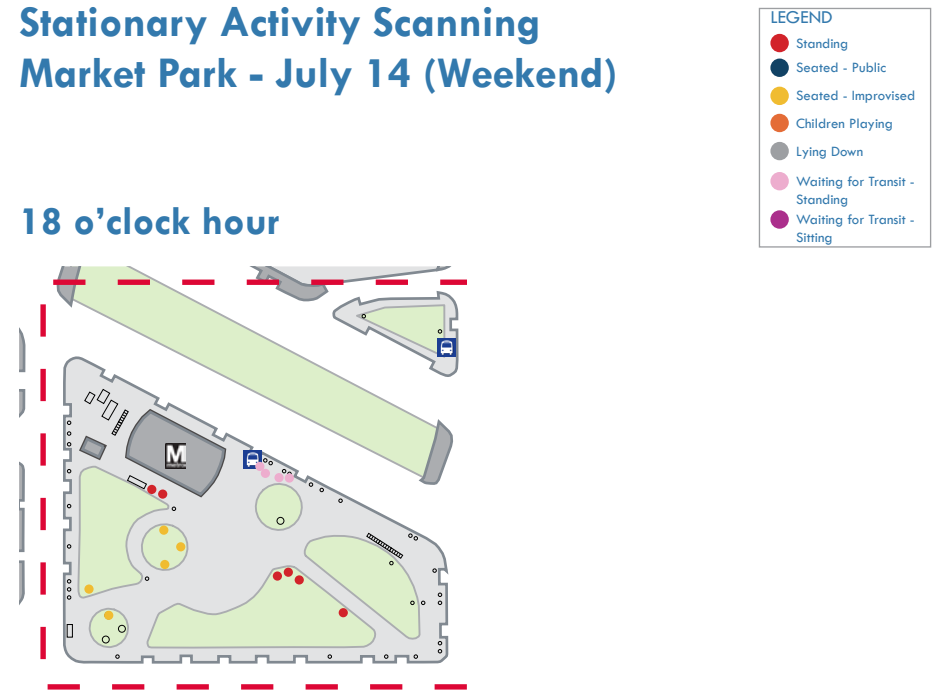 Stationary Activity Scanning
Market Park - July 14 (Weekend)
LEGEND
Standing
Seated - Public
Seated - Improvised
Children Playing
Lying Down
Waiting for Transit -
Standing
Waiting for Transit -
Sitting
18 o’clock hour
M